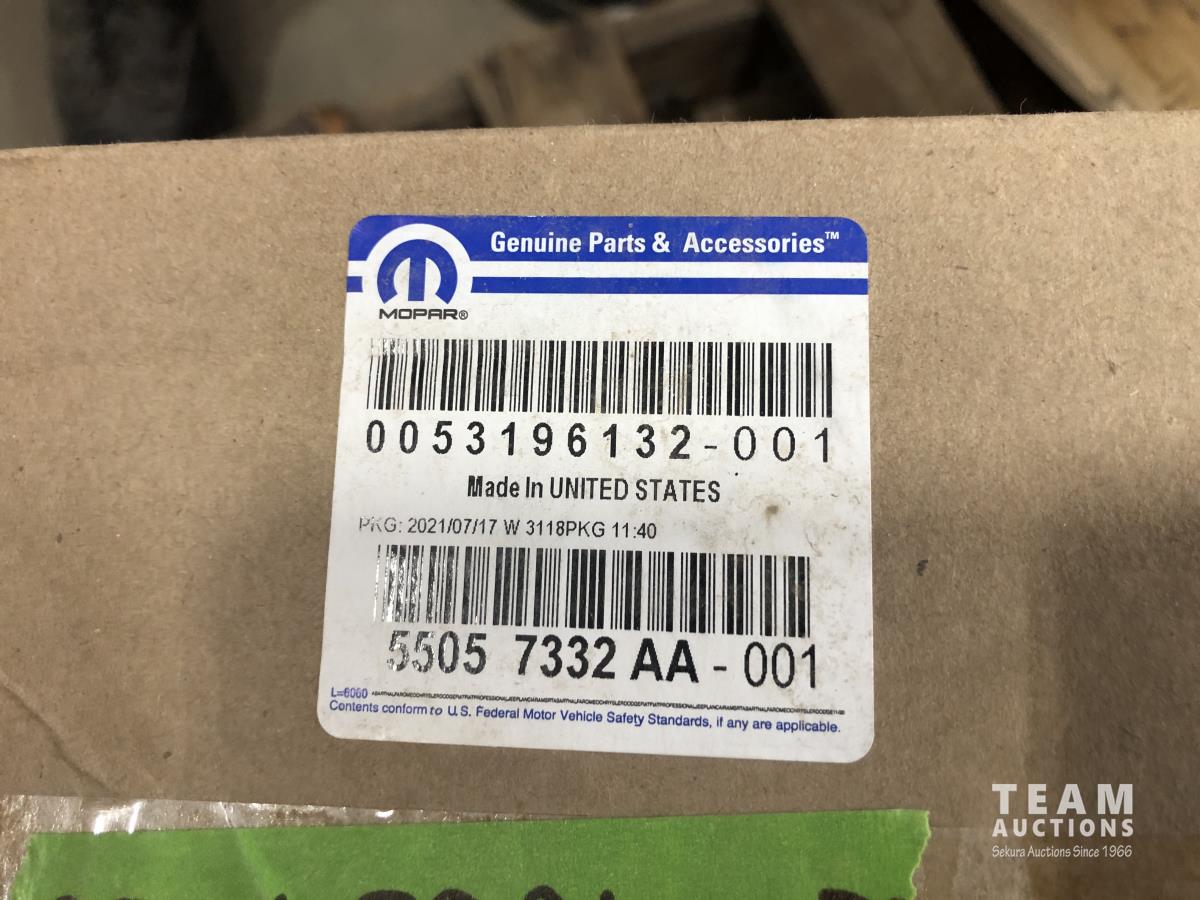 Genuine Parts & Accessories™
MOPAR®
0053196132-001
Made In UNITED STATES
PKG: 2021/07/17 W 3118PKG 11:40
5505 7332 AA - 001
L=6060
Contents conform to U.S. Federal Motor Vehicle Safety Standards, if any are applicable.
TEAM
AUCTIONS
Sekura Auctions Since 1966